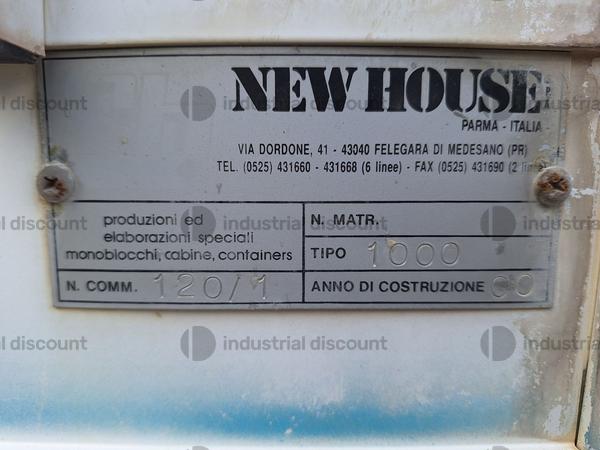 NEW HOUSE
PARMA - ITALIA
VIA DORDONE, 41 - 43040 FELEGARA DI MEDESANO (PR)
TEL. (0525) 431660 - 431668 (6 linee) - FAX (0525) 431690 (2 linee)
produzioni ed
elaborazioni speciali
monoblocchi, cabine, containers
N. COMM. 120/1
N. MATR.
TIPO 1000
ANNO DI COSTRUZIONE 00
industrial discount